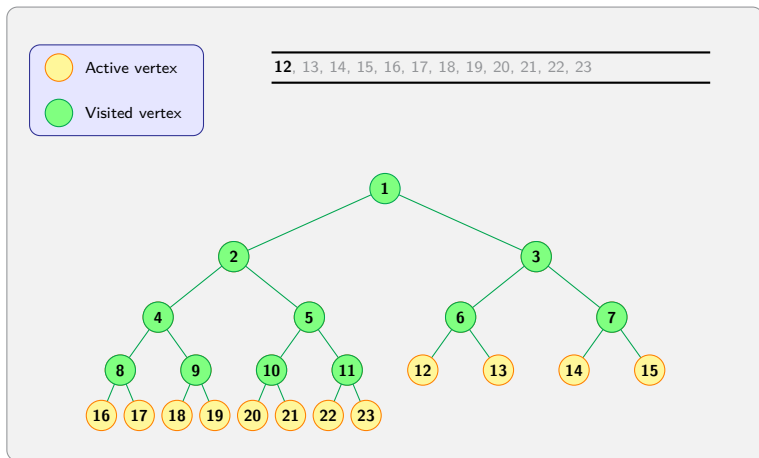 Active vertex
Visited vertex
12, 13, 14, 15, 16, 17, 18, 19, 20, 21, 22, 23
1
2 3
4 5 6 7
8 9 10 11 12 13 14 15
16 17 18 19 20 21 22 23